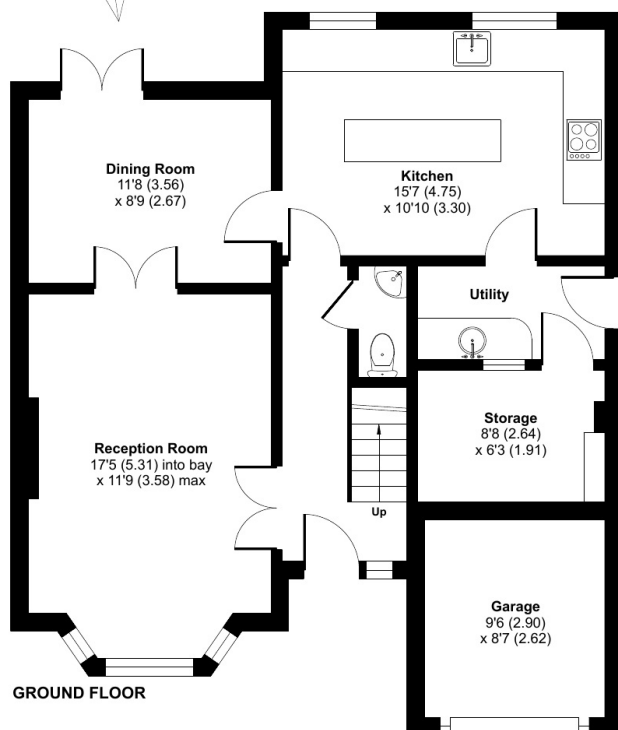 Dining Room
11'8 (3.56)
x 8'9 (2.67)
Kitchen
15'7 (4.75)
x 10'10 (3.30)
Utility
Reception Room
17'5 (5.31) into bay
x 11'9 (3.58) max
Storage
8'8 (2.64)
x 6'3 (1.91)
Up
Garage
9'6 (2.90)
x 8'7 (2.62)
GROUND FLOOR